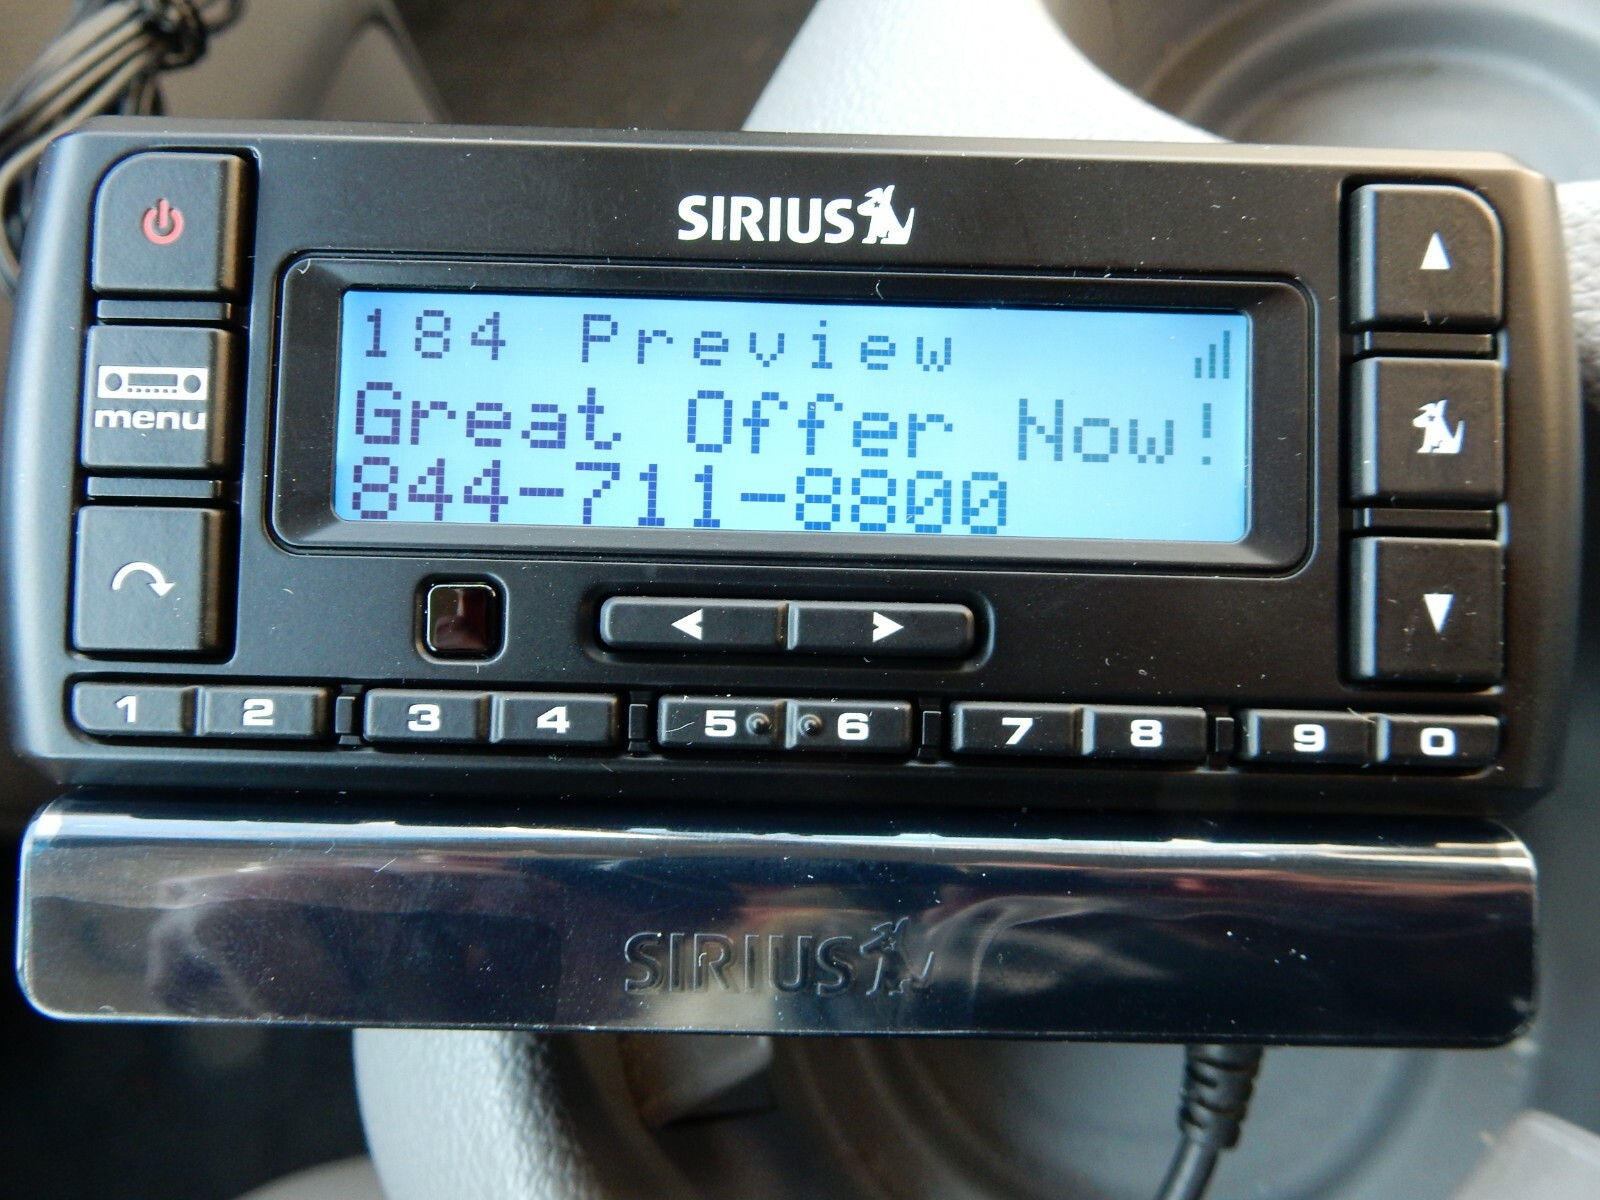 SIRIUS
184 Preview
Great Offer Now!
844-711-8800
menu
1 2 3 4 5 6 7 8 9 0
SIRIUS